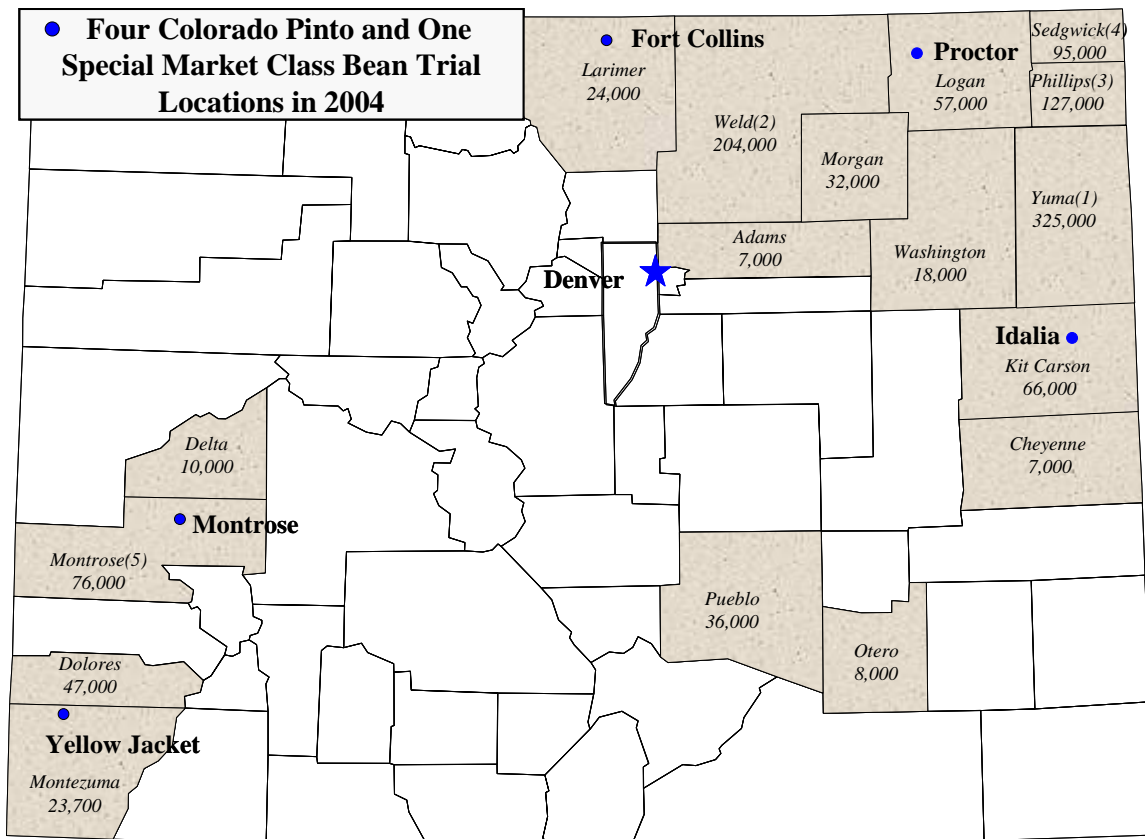 Four Colorado Pinto and One
Special Market Class Bean Trial
Locations in 2004
Fort Collins
Larimer
24,000
Weld(2)
204,000
Morgan
32,000
Proctor
Logan
57,000
Sedgwick(4)
95,000
Phillips(3)
127,000
Yuma(1)
325,000
Adams
7,000
Washington
18,000
Denver
Idalia
Kit Carson
66,000
Cheyenne
7,000
Delta
10,000
Montrose
Montrose(5)
76,000
Pueblo
36,000
Otero
8,000
Dolores
47,000
Yellow Jacket
Montezuma
23,700